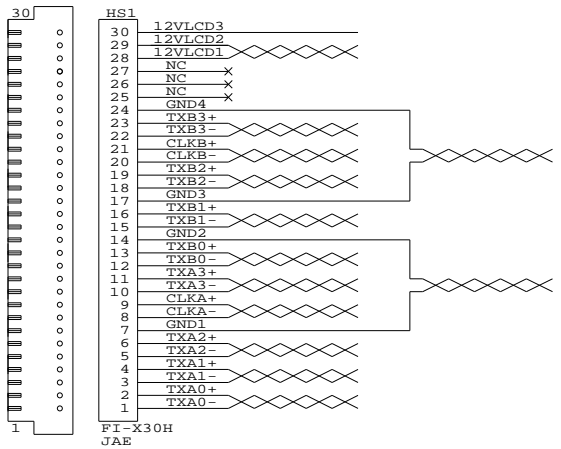 30 HS1
30 12VLCD3
29 12VLCD2
28 12VLCD1
27 NC
26 NC
25 NC
24 GND4
23 TXB3+
22 TXB3-
21 CLKB+
20 CLKB-
19 TXB2+
18 TXB2-
17 GND3
16 TXB1+
15 TXB1-
14 GND2
13 TXB0+
12 TXB0-
11 TXA3+
10 TXA3-
9 CLKA+
8 CLKA-
7 GND1
6 TXA2+
5 TXA2-
4 TXA1+
3 TXA1-
2 TXA0+
1 TXA0-
1 FI-X30H
JAE